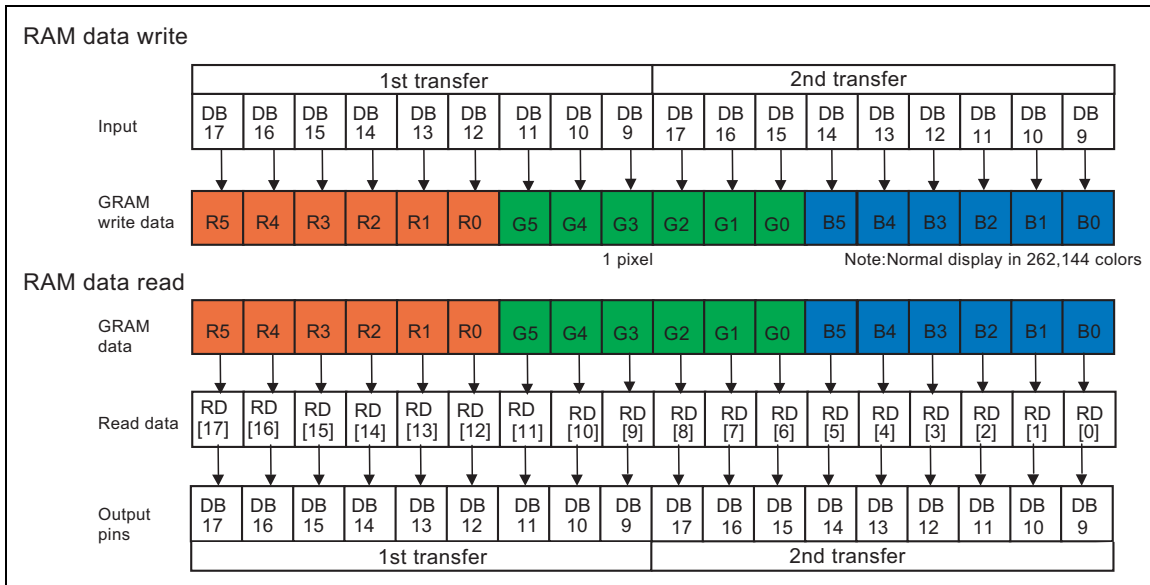 RAM data write
1st transfer 2nd transfer
Input
DB 17 DB 16 DB 15 DB 14 DB 13 DB 12 DB 11 DB 10 DB 9 DB 17 DB 16 DB 15 DB 14 DB 13 DB 12 DB 11 DB 10 DB 9
GRAM write data
R5 R4 R3 R2 R1 R0 G5 G4 G3 G2 G1 G0 B5 B4 B3 B2 B1 B0
1 pixel Note:Normal display in 262,144 colors
RAM data read
GRAM data
R5 R4 R3 R2 R1 R0 G5 G4 G3 G2 G1 G0 B5 B4 B3 B2 B1 B0
Read data
RD [17] RD [16] RD [15] RD [14] RD [13] RD [12] RD [11] RD [10] RD [9] RD [8] RD [7] RD [6] RD [5] RD [4] RD [3] RD [2] RD [1] RD [0]
Output pins
DB 17 DB 16 DB 15 DB 14 DB 13 DB 12 DB 11 DB 10 DB 9 DB 17 DB 16 DB 15 DB 14 DB 13 DB 12 DB 11 DB 10 DB 9
1st transfer 2nd transfer